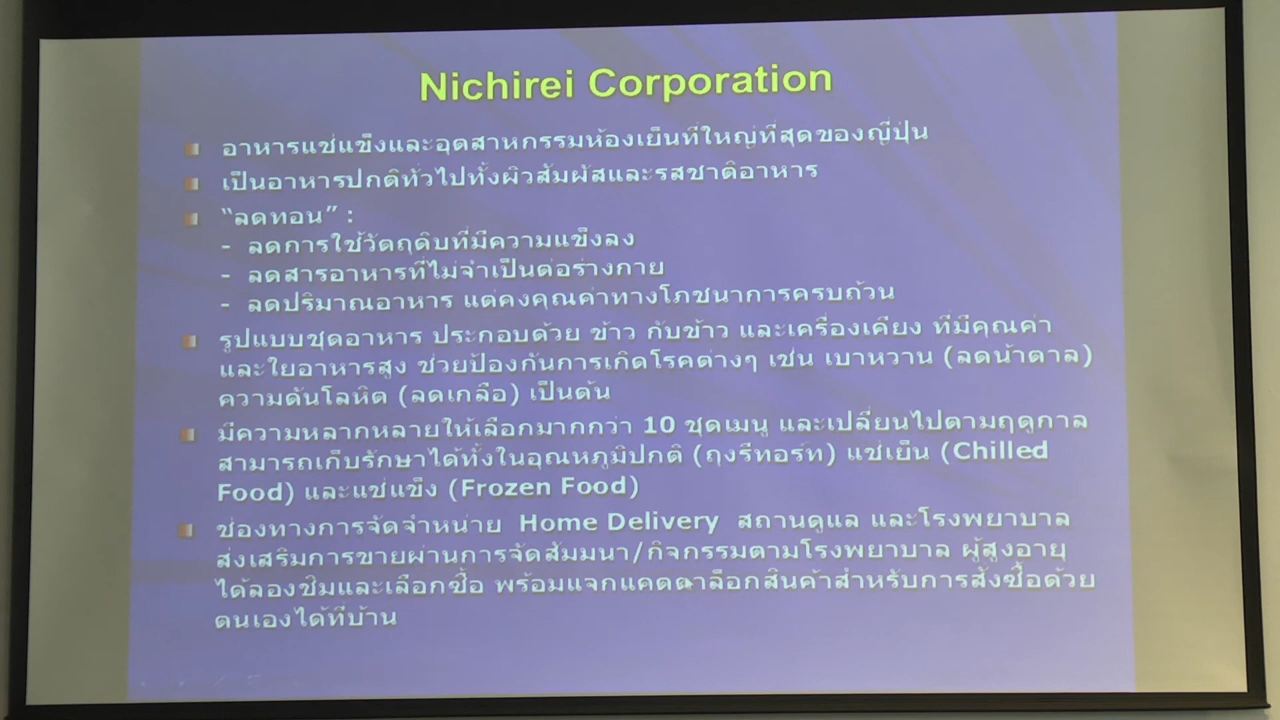 Nichirei Corporation
อาหารแช่แข็งและอุตสาหกรรมห้องเย็นที่ใหญ่ที่สุดของญี่ปุ่น
เป็นอาหารปกติทั่วไปทั้งผิวสัมผัสและรสชาติอาหาร
“ลดทอน” :
- ลดการใช้วัตถุดิบที่มีความแข็งลง
- ลดสารอาหารที่ไม่จำเป็นต่อร่างกาย
- ลดปริมาณอาหาร แต่คงคุณค่าทางโภชนาการครบถ้วน
รูปแบบชุดอาหาร ประกอบด้วย ข้าว กับข้าว และเครื่องเคียง ที่มีคุณค่า
และใยอาหารสูง ช่วยป้องกันการเกิดโรคต่างๆ เช่น เบาหวาน (ลดน้ำตาล)
ความดันโลหิต (ลดเกลือ) เป็นต้น
มีความหลากหลายให้เลือกมากกว่า 10 ชุดเมนู และเปลี่ยนไปตามฤดูกาล
สามารถเก็บรักษาได้ทั้งในอุณหภูมิปกติ (ถุงรีทอร์ท) แช่เย็น (Chilled
Food) และแช่แข็ง (Frozen Food)
ช่องทางการจัดจำหน่าย Home Delivery สถานดูแล และโรงพยาบาล
ส่งเสริมการขายผ่านการจัดสัมมนา/กิจกรรมตามโรงพยาบาล ผู้สูงอายุ
ได้ลองชิมและเลือกซื้อ พร้อมแจกแคตตาล็อกสินค้าสำหรับการสั่งซื้อด้วย
ตนเองได้ที่บ้าน